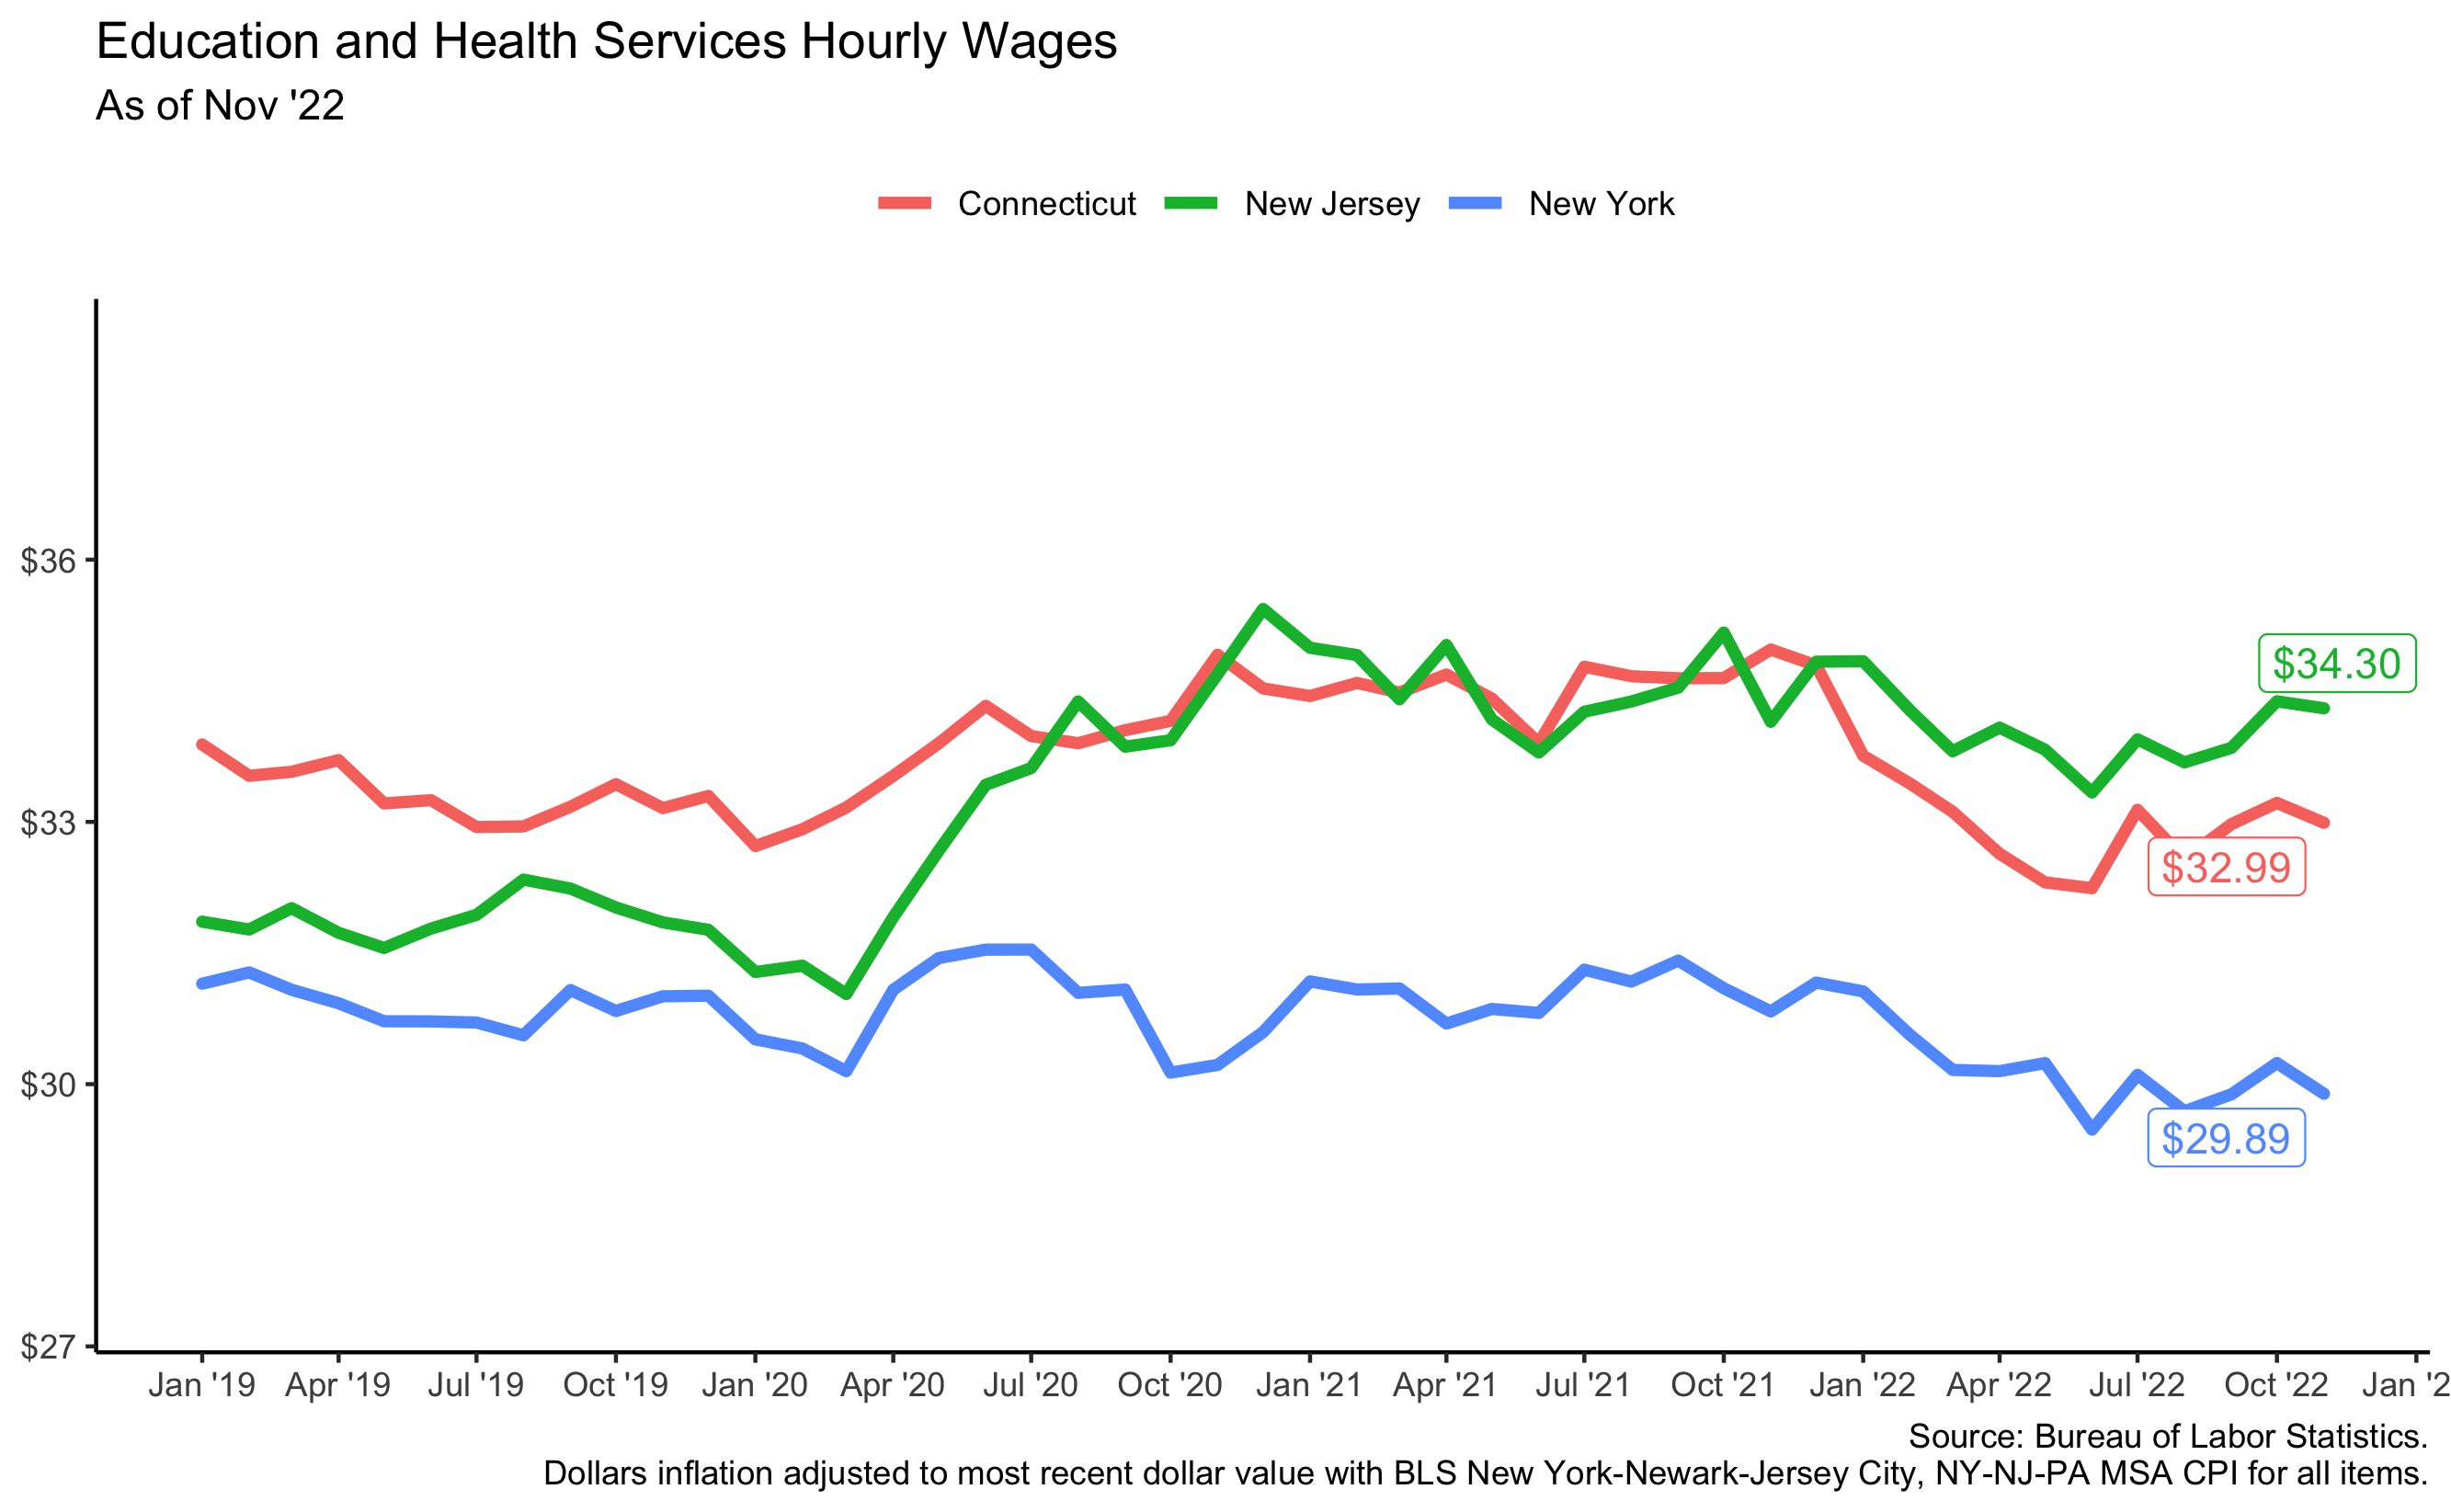 Education and Health Services Hourly Wages
As of Nov '22
Connecticut New Jersey New York
$36
$34.30
$33
$32.99
$30
$29.89
$27
Jan '19 Apr '19 Jul '19 Oct '19 Jan '20 Apr '20 Jul '20 Oct '20 Jan '21 Apr '21 Jul '21 Oct '21 Jan '22 Apr '22 Jul '22 Oct '22 Jan '2
Source: Bureau of Labor Statistics.
Dollars inflation adjusted to most recent dollar value with BLS New York-Newark-Jersey City, NY-NJ-PA MSA CPI for all items.